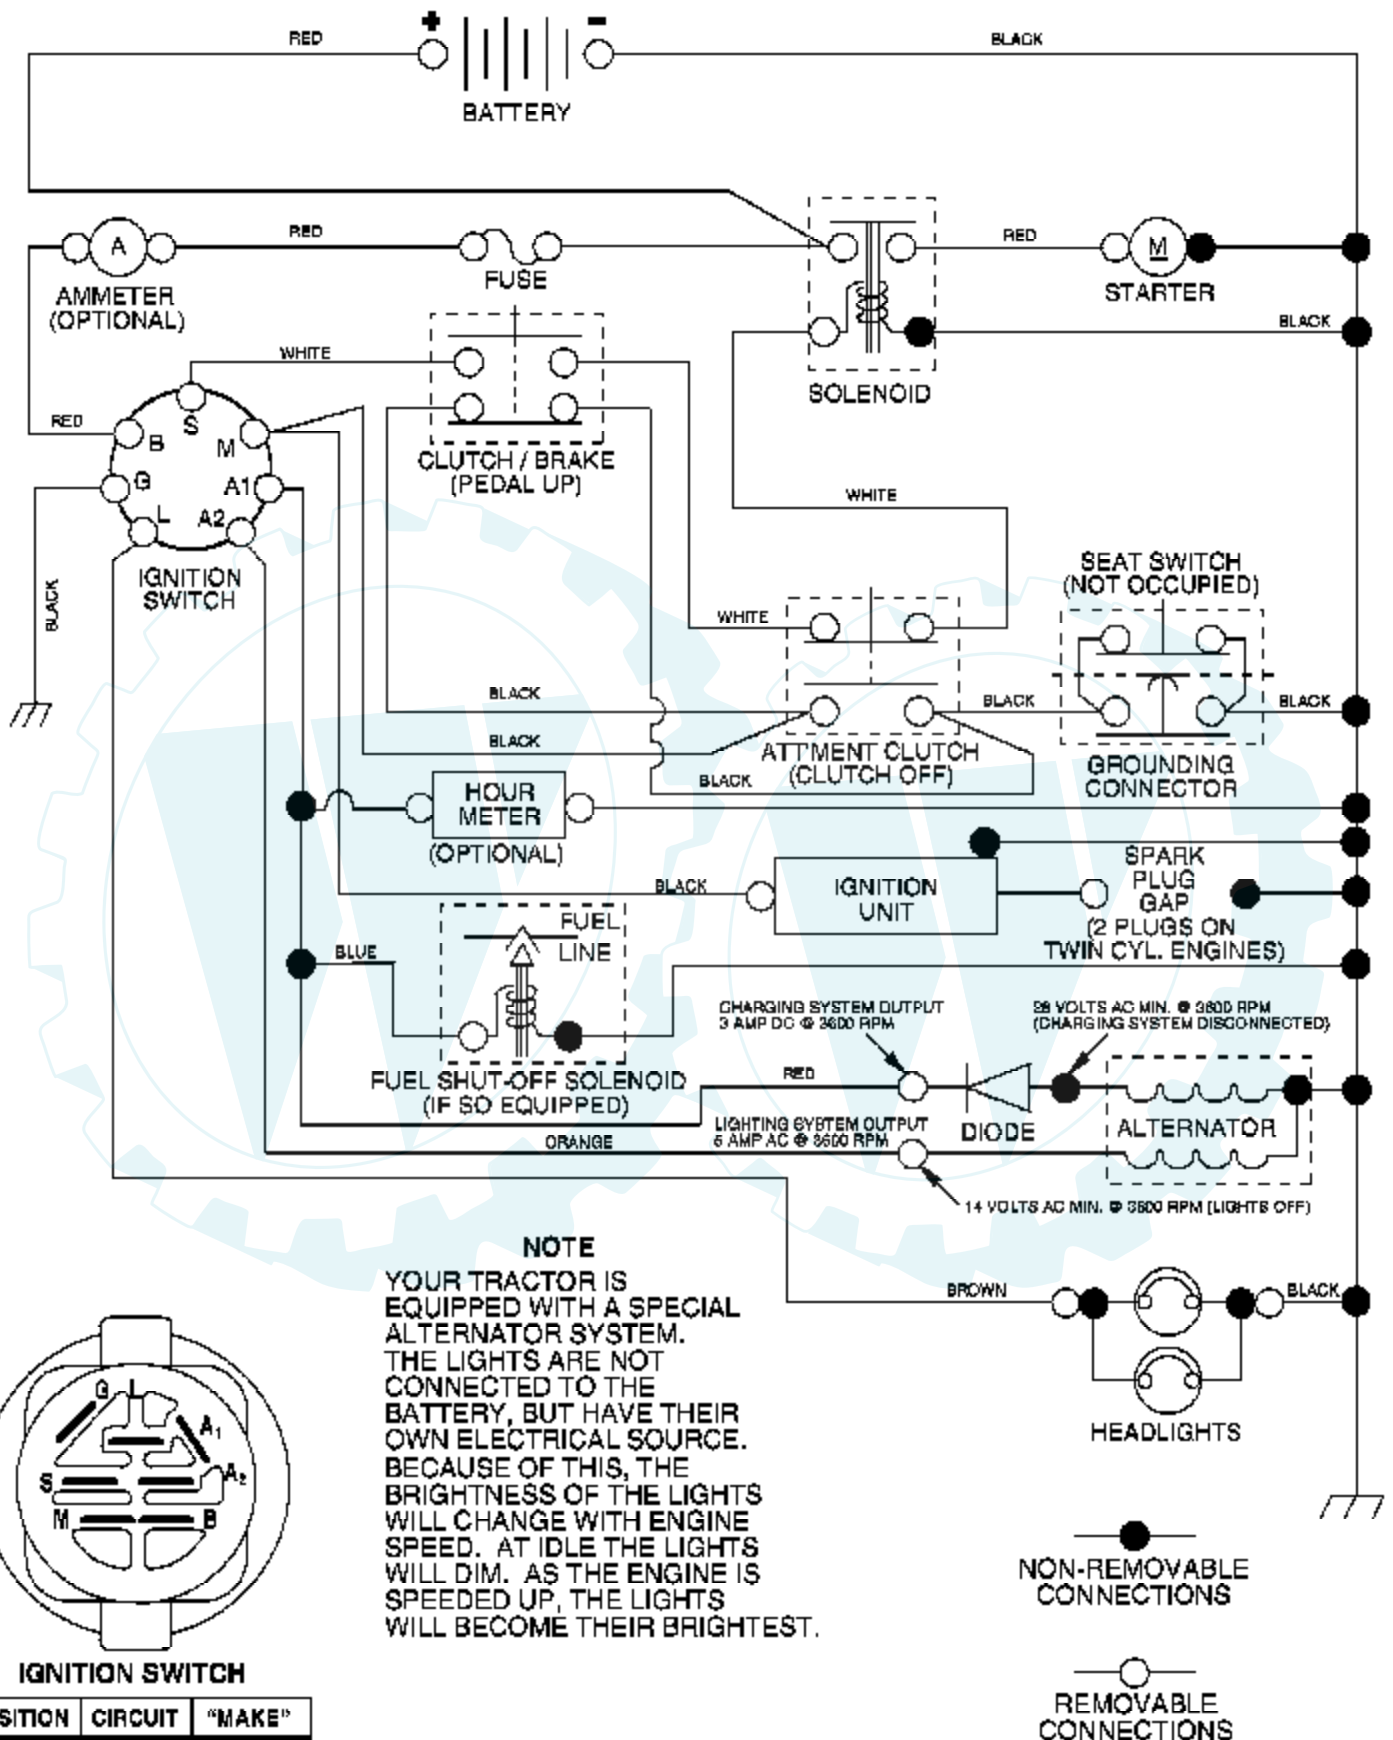 + -
RED
BLACK
BATTERY
A
RED
FUSE
RED
M
STARTER
AMMETER
(OPTIONAL)
BLACK
SOLENOID
WHITE
RED
B
S
M
G
A1
L
A2
CLUTCH / BRAKE
(PEDAL UP)
IGNITION
SWITCH
BLACK
WHITE
SEAT SWITCH
(NOT OCCUPIED)
WHITE
BLACK
BLACK
BLACK
BLACK
ATT'MENT CLUTCH
(CLUTCH OFF)
BLACK
GROUNDING
CONNECTOR
HOUR
METER
(OPTIONAL)
BLACK
IGNITION
UNIT
SPARK
PLUG
GAP
(2 PLUGS ON
TWIN CYL. ENGINES)
BLUE
FUEL
LINE
FUEL SHUT-OFF SOLENOID
(IF SO EQUIPPED)
CHARGING SYSTEM OUTPUT
3 AMP DC @ 3600 RPM
28 VOLTS AC MIN. @ 3600 RPM
(CHARGING SYSTEM DISCONNECTED)
RED
DIODE
ALTERNATOR
LIGHTING SYSTEM OUTPUT
5 AMP AC @ 3600 RPM
ORANGE
14 VOLTS AC MIN. @ 3600 RPM (LIGHTS OFF)
NOTE
YOUR TRACTOR IS
EQUIPPED WITH A SPECIAL
ALTERNATOR SYSTEM.
THE LIGHTS ARE NOT
CONNECTED TO THE
BATTERY, BUT HAVE THEIR
OWN ELECTRICAL SOURCE.
BECAUSE OF THIS, THE
BRIGHTNESS OF THE LIGHTS
WILL CHANGE WITH ENGINE
SPEED. AT IDLE THE LIGHTS
WILL DIM. AS THE ENGINE IS
SPEEDED UP, THE LIGHTS
WILL BECOME THEIR BRIGHTEST.
BROWN
BLACK
HEADLIGHTS
G
L
A1
S
A2
M
B
IGNITION SWITCH
SITION CIRCUIT "MAKE"
NON-REMOVABLE
CONNECTIONS
REMOVABLE
CONNECTIONS